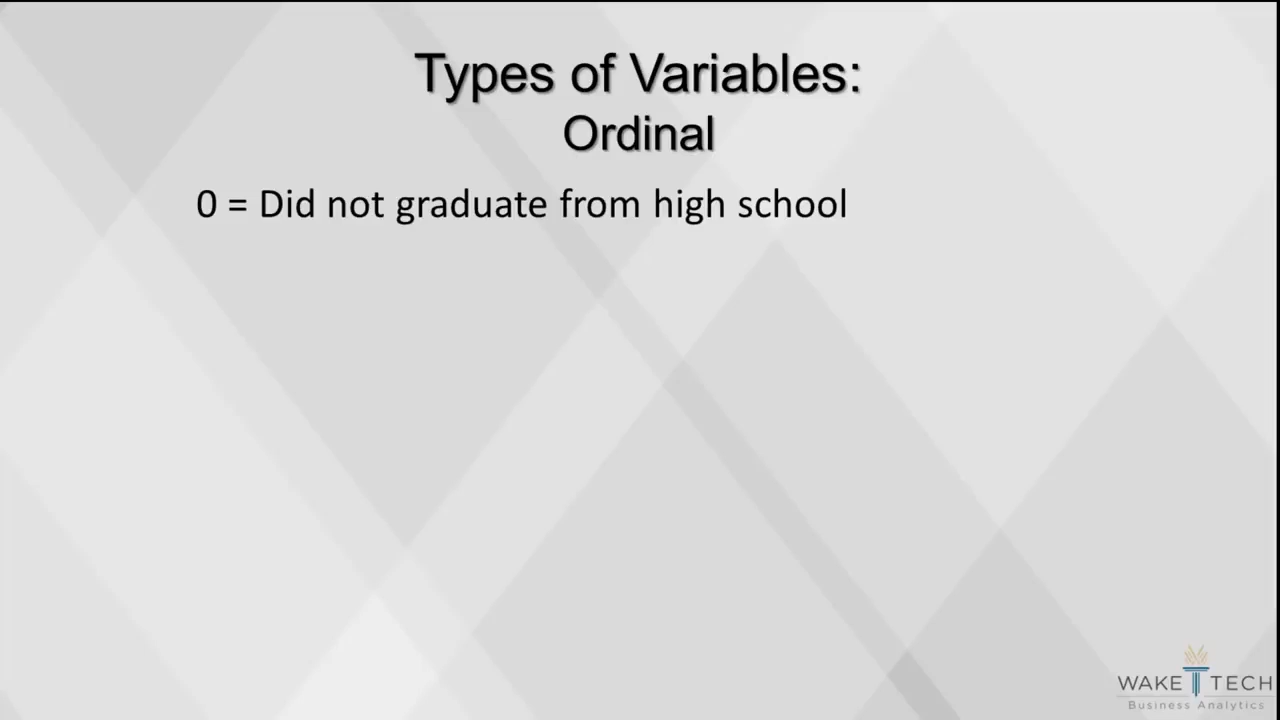 Types of Variables:
Ordinal
0 = Did not graduate from high school
WAKE TECH
Business Analytics